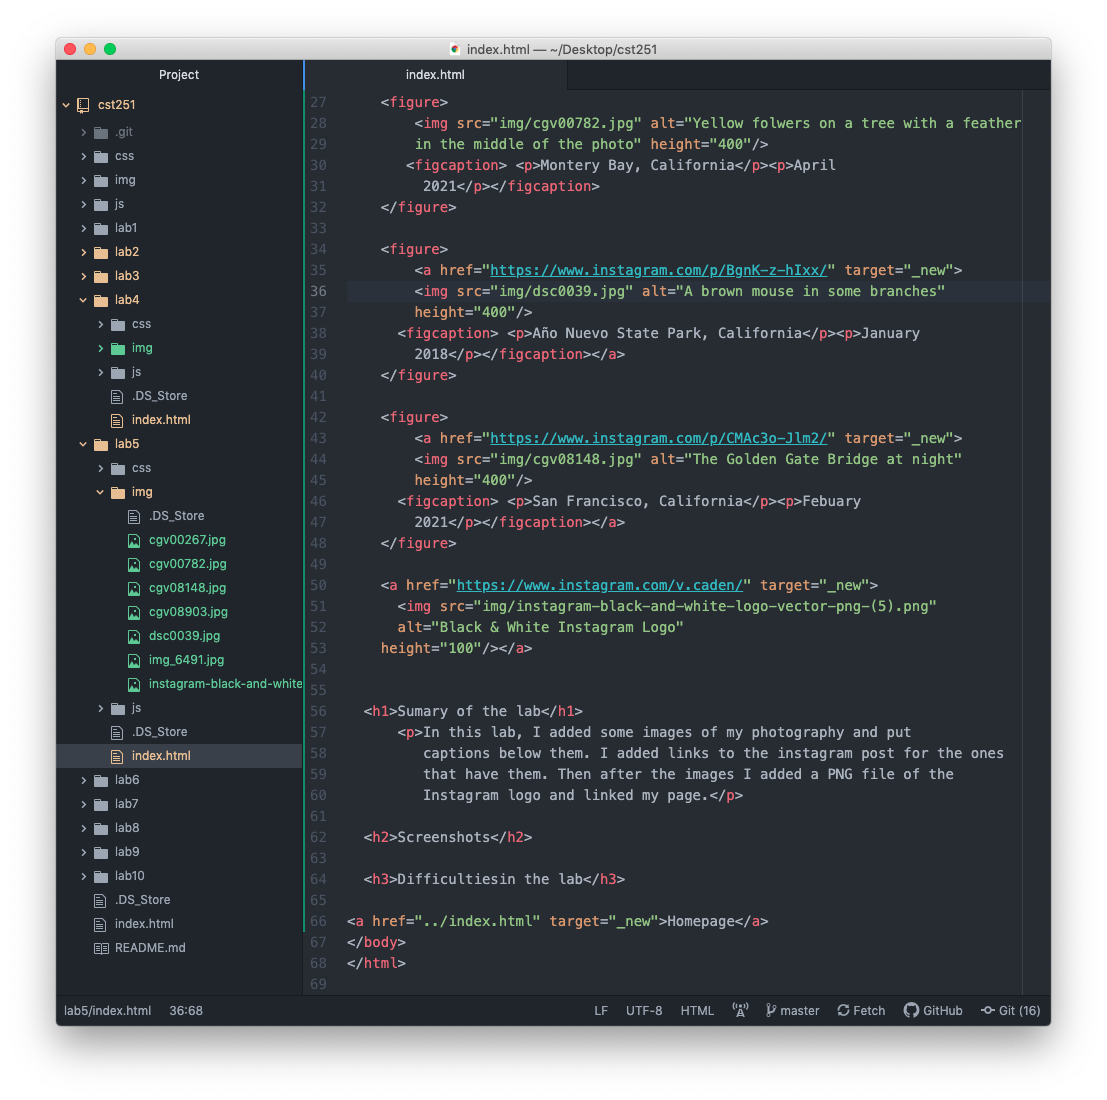 index.html — ~/Desktop/cst251
Project
cst251
.git
css
img
js
lab1
lab2
lab3
lab4
css
img
js
.DS_Store
index.html
lab5
css
img
.DS_Store
cgv00267.jpg
cgv00782.jpg
cgv08148.jpg
cgv08903.jpg
dsc0039.jpg
img_6491.jpg
instagram-black-and-white
js
.DS_Store
index.html
lab6
lab7
lab8
lab9
lab10
.DS_Store
index.html
README.md
index.html
27 <figure>
28 <img src="img/cgv00782.jpg" alt="Yellow folwers on a tree with a feather
29 in the middle of the photo" height="400"/>
30 <figcaption> <p>Montery Bay, California</p><p>April
31 2021</p></figcaption>
32 </figure>
33
34 <figure>
35 <a href="https://www.instagram.com/p/BgnK-z-hIxx/" target="_new">
36 <img src="img/dsc0039.jpg" alt="A brown mouse in some branches"
37 height="400"/>
38 <figcaption> <p>Año Nuevo State Park, California</p><p>January
39 2018</p></figcaption></a>
40 </figure>
41
42 <figure>
43 <a href="https://www.instagram.com/p/CMAc3o-Jlm2/" target="_new">
44 <img src="img/cgv08148.jpg" alt="The Golden Gate Bridge at night"
45 height="400"/>
46 <figcaption> <p>San Francisco, California</p><p>Febuary
47 2021</p></figcaption></a>
48 </figure>
49
50 <a href="https://www.instagram.com/v.caden/" target="_new">
51 <img src="img/instagram-black-and-white-logo-vector-png-(5).png"
52 alt="Black & White Instagram Logo"
53 height="100"/></a>
54
55
56 <h1>Sumary of the lab</h1>
57 <p>In this lab, I added some images of my photography and put
58 captions below them. I added links to the instagram post for the ones
59 that have them. Then after the images I added a PNG file of the
60 Instagram logo and linked my page.</p>
61
62 <h2>Screenshots</h2>
63
64 <h3>Difficultiesin the lab</h3>
65
66 <a href="../index.html" target="_new">Homepage</a>
67 </body>
68 </html>
69
lab5/index.html 36:68 LF UTF-8 HTML master Fetch GitHub Git (16)